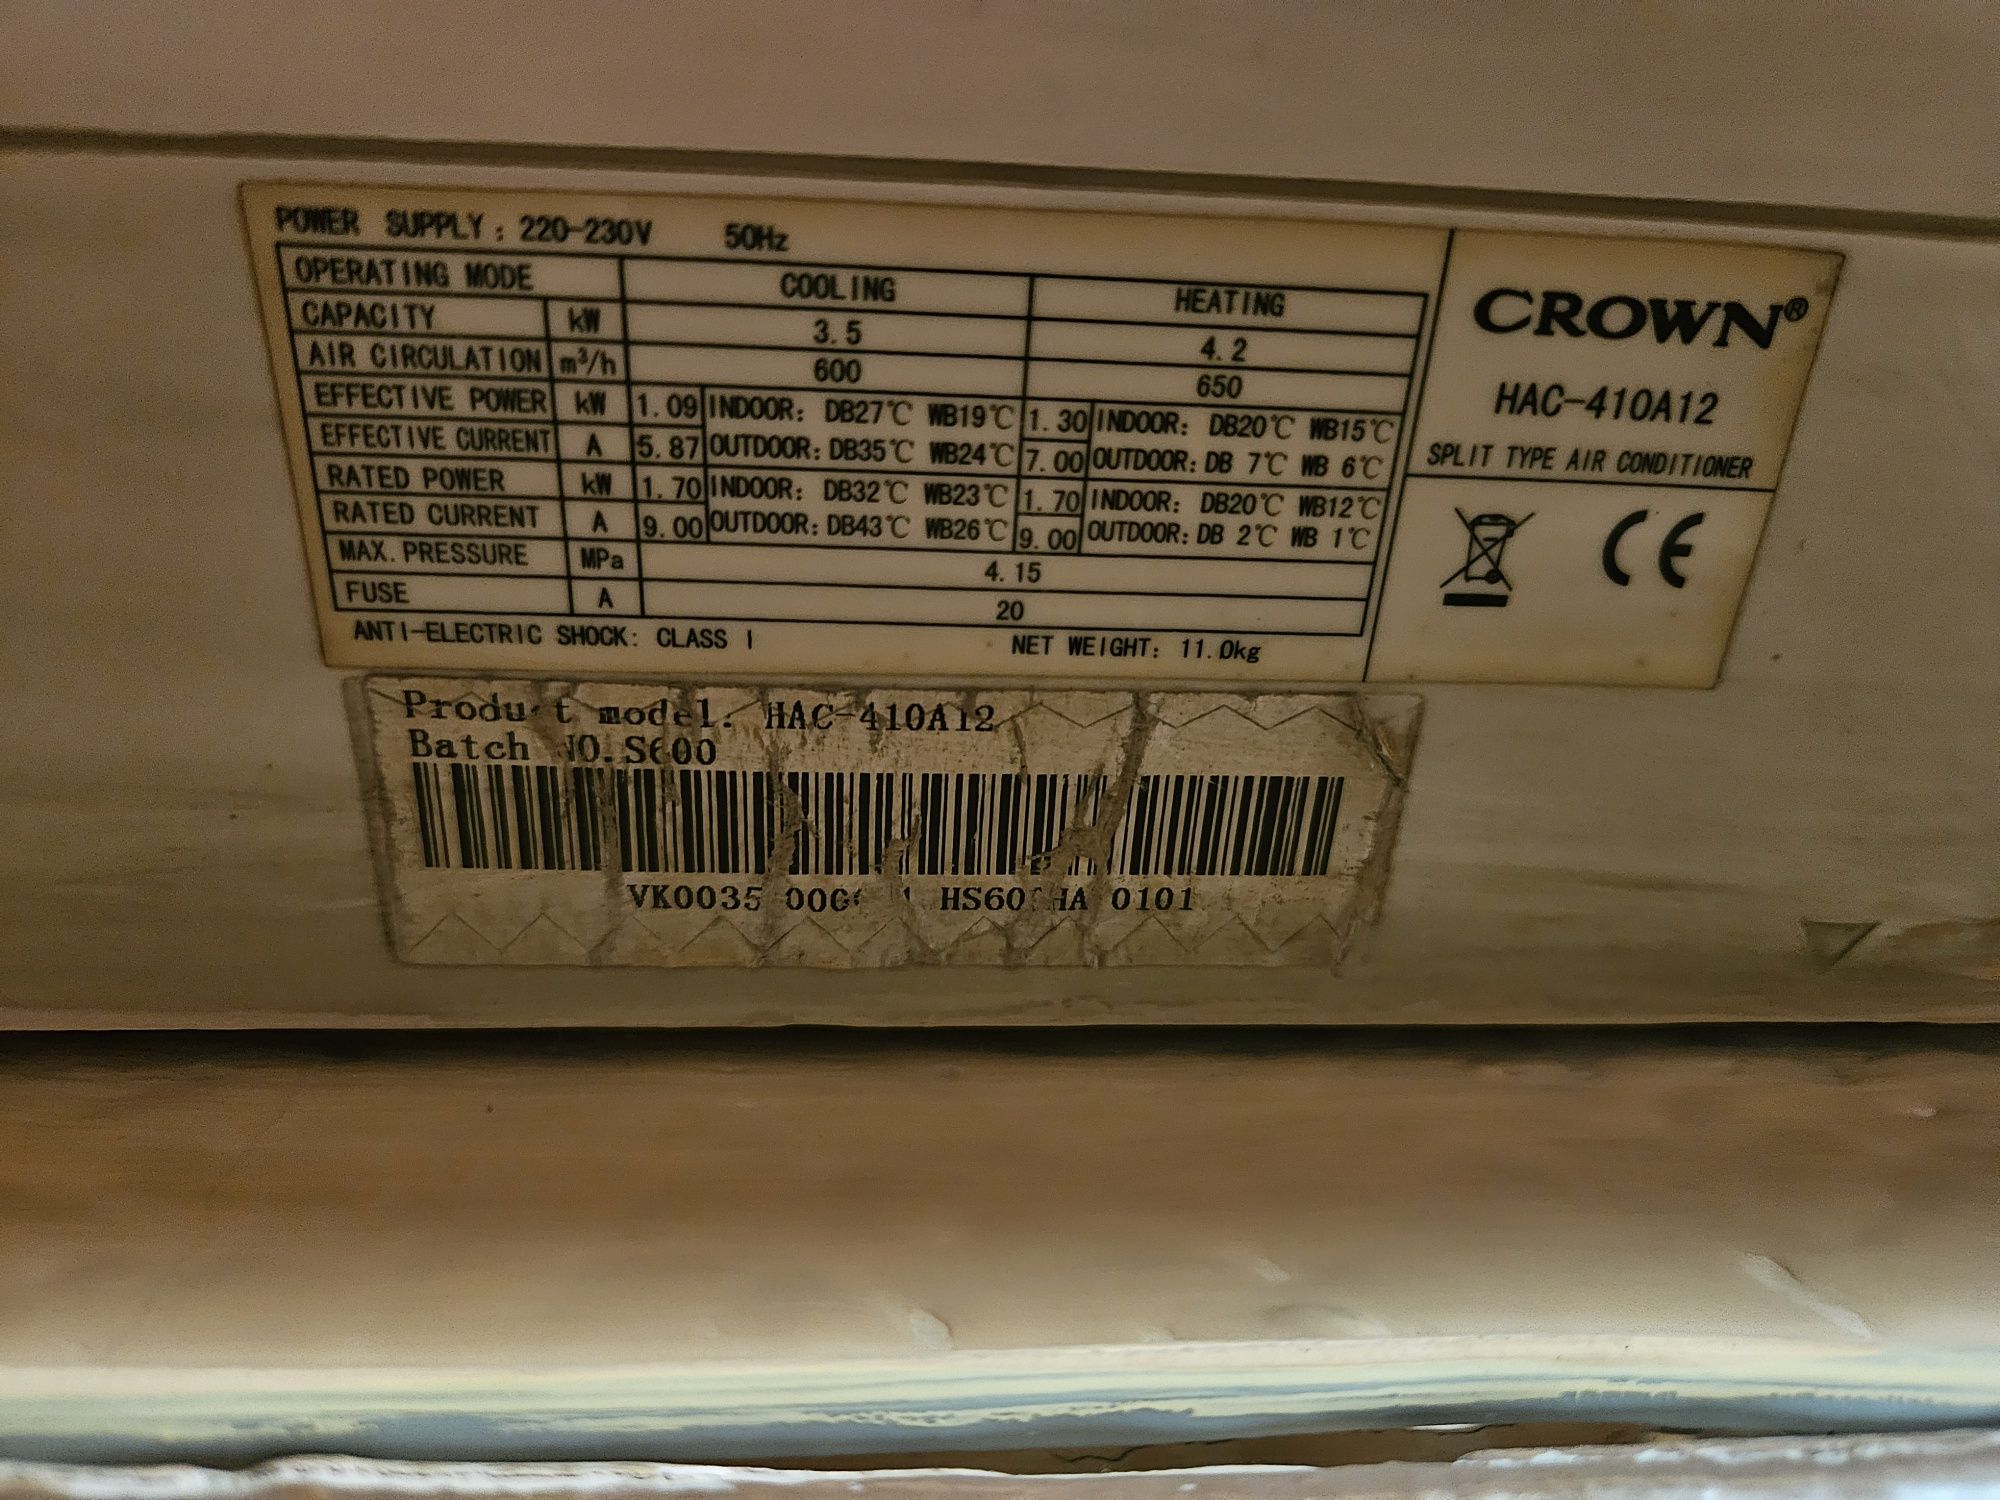 POWER SUPPLY: 220-230V 50Hz
OPERATING MODE COOLING HEATING
CAPACITY kW 3.5 4.2
AIR CIRCULATION m³/h 600 650
EFFECTIVE POWER kW 1.09 INDOOR: DB27℃ WB19℃ 1.30 INDOOR: DB20℃ WB15℃
EFFECTIVE CURRENT A 5.87 OUTDOOR: DB35℃ WB24℃ 7.00 OUTDOOR: DB 7℃ WB 6℃
RATED POWER kW 1.70 INDOOR: DB32℃ WB23℃ 1.70 INDOOR: DB20℃ WB12℃
RATED CURRENT A 9.00 OUTDOOR: DB43℃ WB26℃ 9.00 OUTDOOR: DB 2℃ WB 1℃
MAX. PRESSURE MPa 4.15
FUSE A 20
ANTI-ELECTRIC SHOCK: CLASS I NET WEIGHT: 11.0kg
CROWN®
HAC-410A12
SPLIT TYPE AIR CONDITIONER
CE
Product model: HAC-410A12
Batch NO. S600
0101